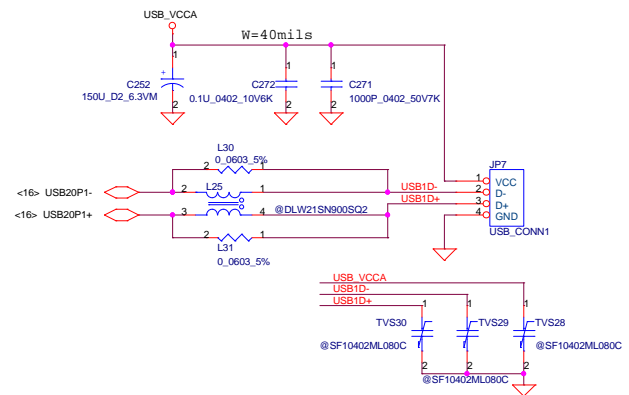 USB_VCCA
W=40mils
1
1
1
+
C252
C272
C271
150U_D2_6.3VM
0.1U_0402_10V6K
1000P_0402_50V7K
2
2
2
L30
0_0603_5%
JP7
2
1
<16> USB20P1-
2
L25
1
USB1D-
1
VCC
2
D-
<16> USB20P1+
3
4
@DLW21SN900SQ2
USB1D+
3
D+
4
GND
2
1
USB_CONN1
L31
0_0603_5%
USB_VCCA
USB1D-
USB1D+
1
1
1
TVS30
TVS29
TVS28
@SF10402ML080C
@SF10402ML080C
2
2
2
@SF10402ML080C